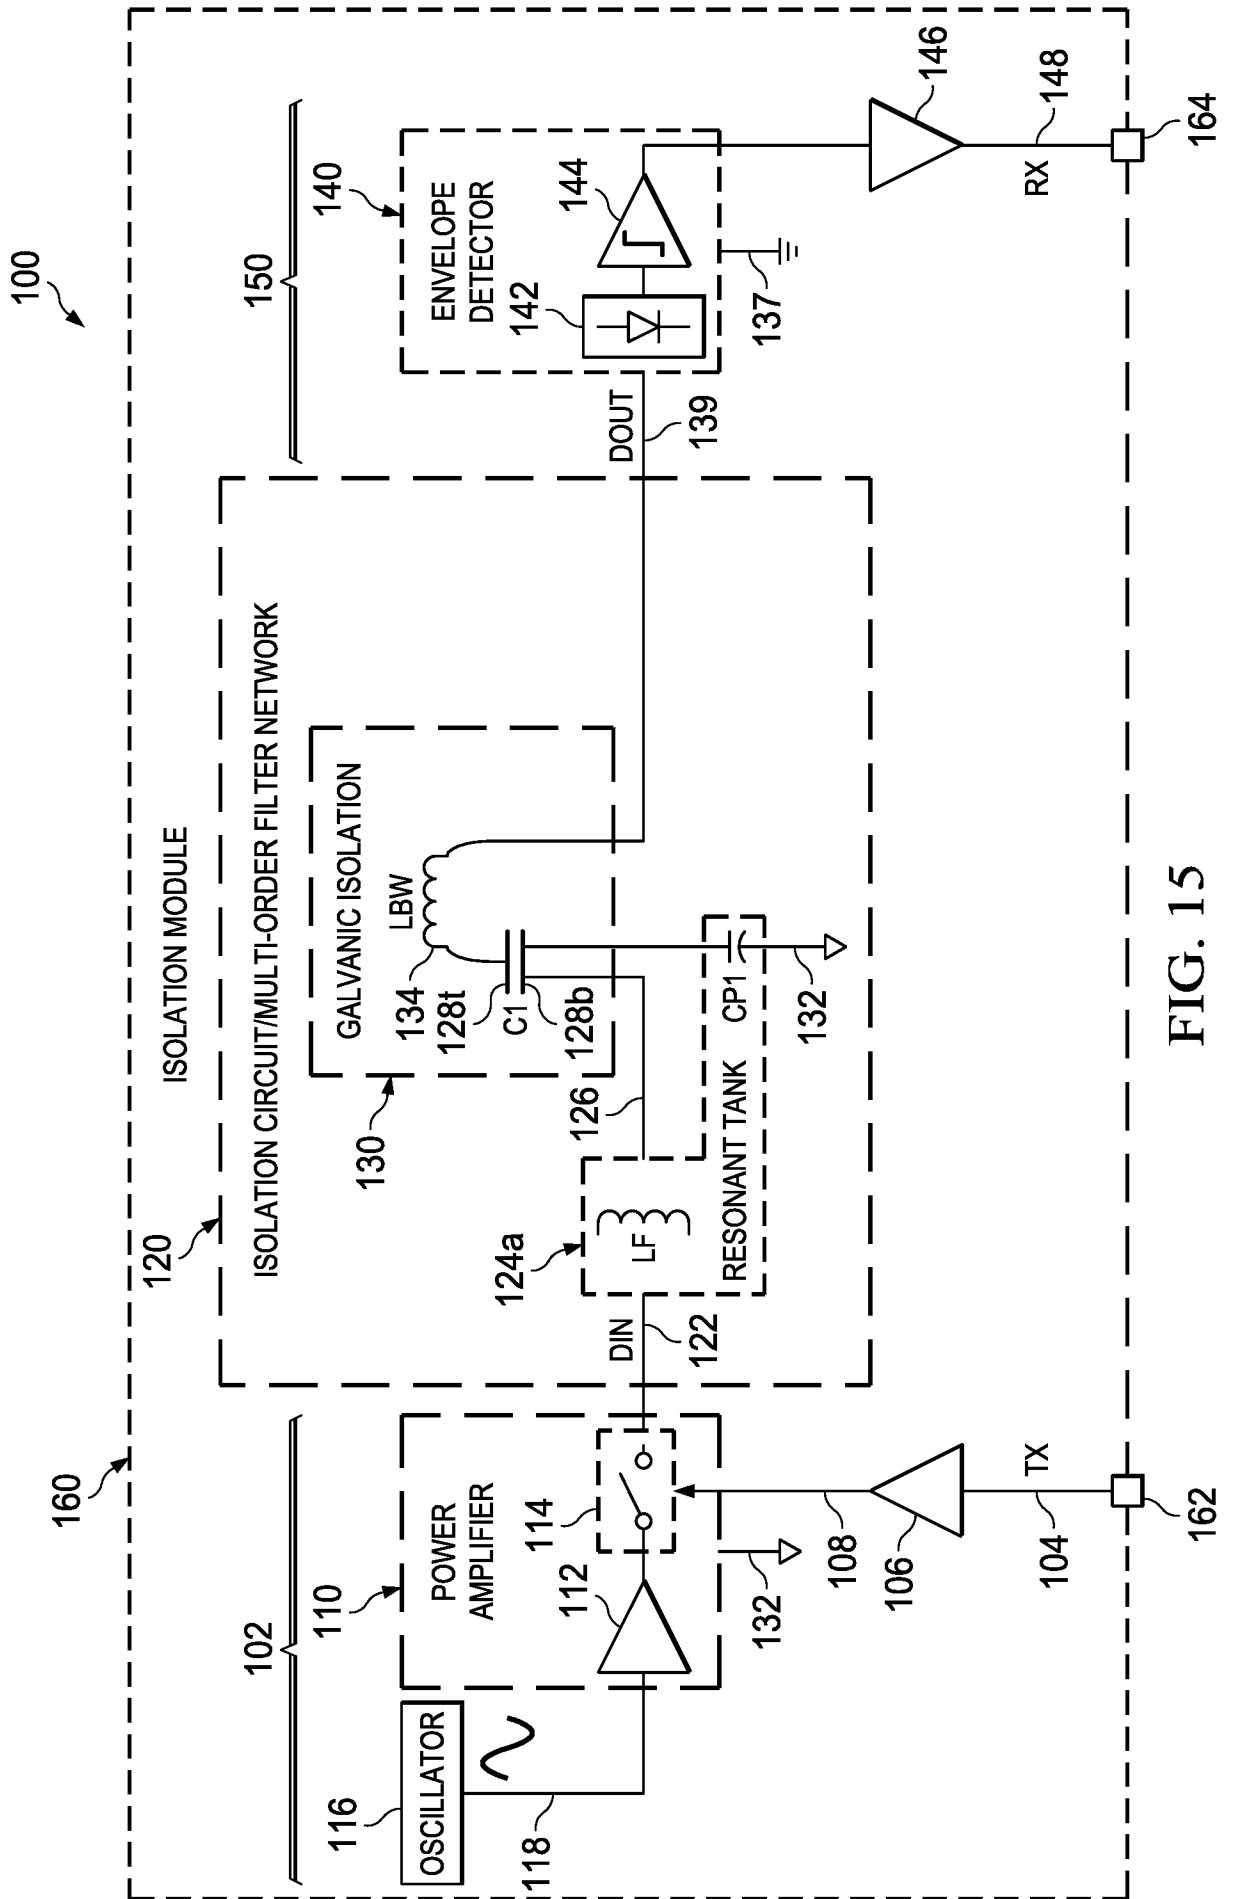 100
160
ISOLATION MODULE
102
120
150
ISOLATION CIRCUIT/MULTI-ORDER FILTER NETWORK
116
OSCILLATOR
118
110
POWER
AMPLIFIER
112
114
132
108
106
104
TX
162
DIN
122
124a
LF
RESONANT TANK
CP1
132
126
130
GALVANIC ISOLATION
134
LBW
128t
C1
128b
DOUT
139
140
ENVELOPE
DETECTOR
142
144
137
146
RX
148
164
FIG. 15